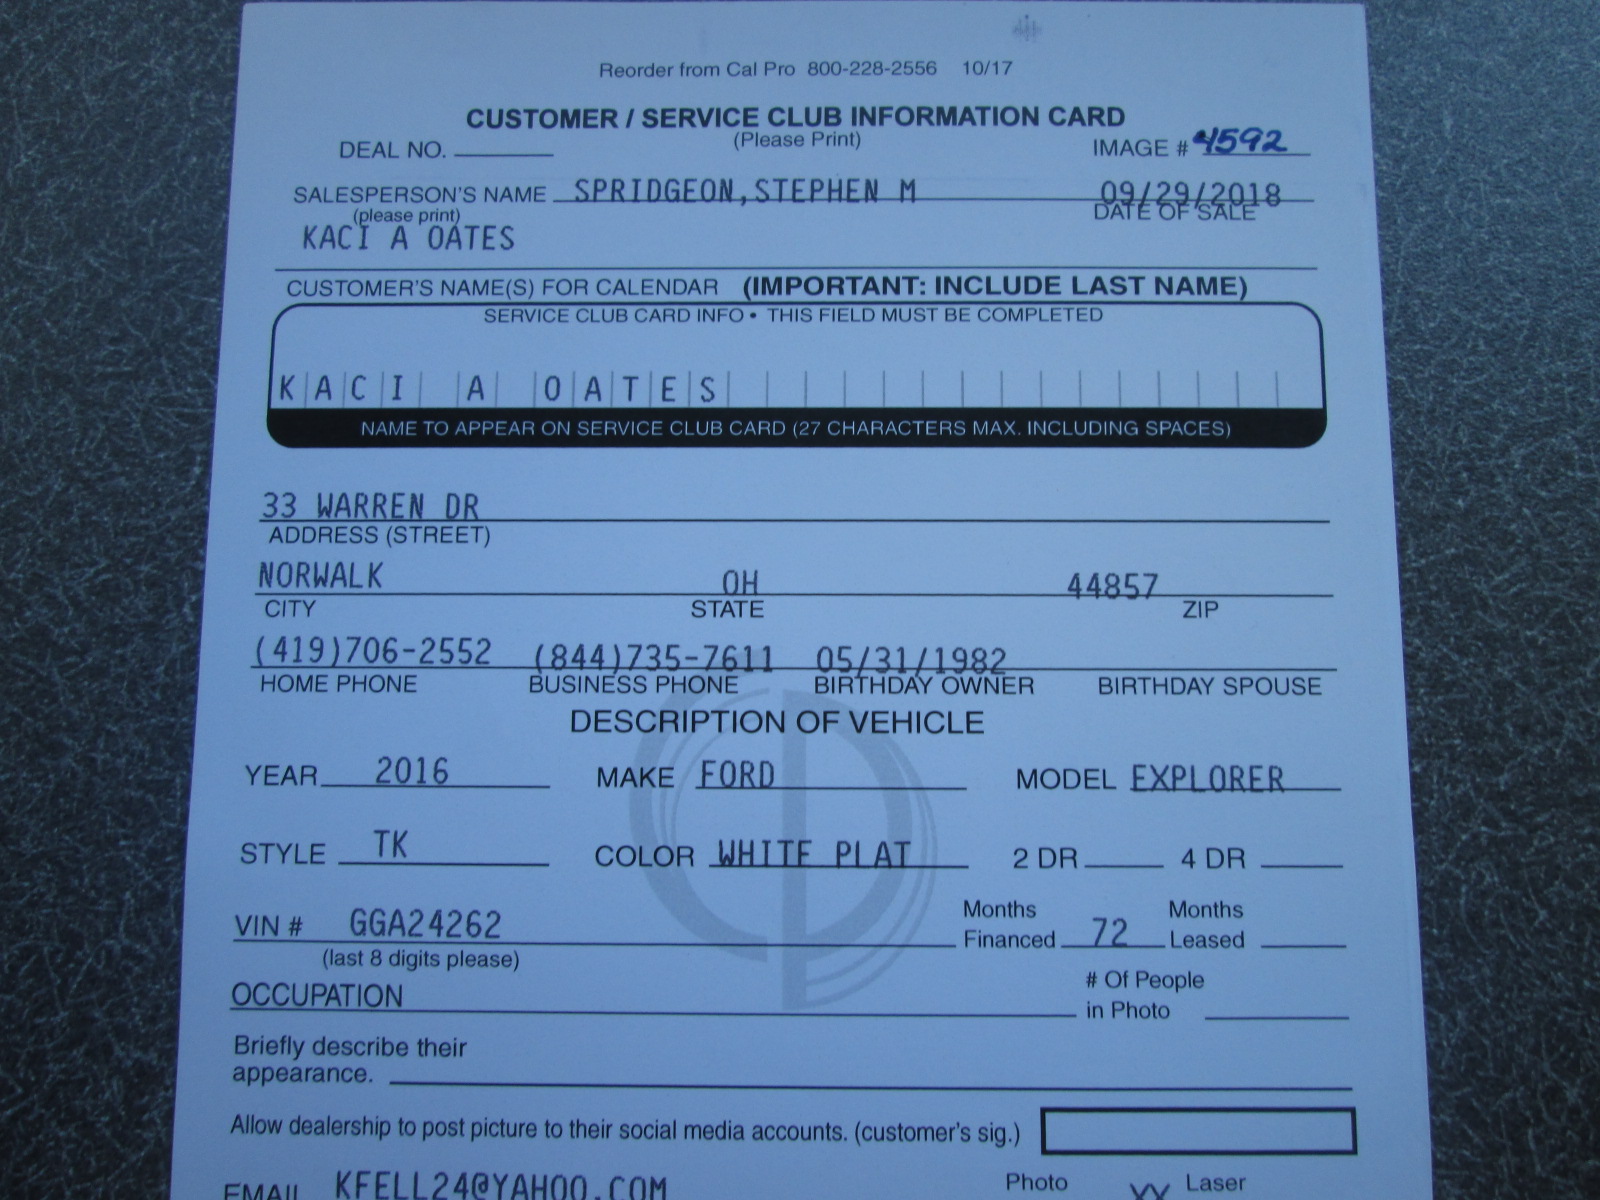 Reorder from Cal Pro 800-228-2556 10/17
CUSTOMER / SERVICE CLUB INFORMATION CARD
(Please Print)
DEAL NO. IMAGE # 4592
SALESPERSON'S NAME SPRIDGEON,STEPHEN M 09/29/2018
(please print) DATE OF SALE
KACI A OATES
CUSTOMER'S NAME(S) FOR CALENDAR (IMPORTANT: INCLUDE LAST NAME)
SERVICE CLUB CARD INFO • THIS FIELD MUST BE COMPLETED
KACI A OATES
NAME TO APPEAR ON SERVICE CLUB CARD (27 CHARACTERS MAX. INCLUDING SPACES)
33 WARREN DR
ADDRESS (STREET)
NORWALK OH 44857
CITY STATE ZIP
(419)706-2552 (844)735-7611 05/31/1982
HOME PHONE BUSINESS PHONE BIRTHDAY OWNER BIRTHDAY SPOUSE
DESCRIPTION OF VEHICLE
YEAR 2016 MAKE FORD MODEL EXPLORER
STYLE TK COLOR WHITE PLAT 2 DR 4 DR
VIN # GGA24262 Months Financed 72 Months Leased
(last 8 digits please)
OCCUPATION # Of People in Photo
Briefly describe their
appearance.
Allow dealership to post picture to their social media accounts. (customer's sig.)
EMAIL KFELL24@YAHOO.COM Photo XX Laser